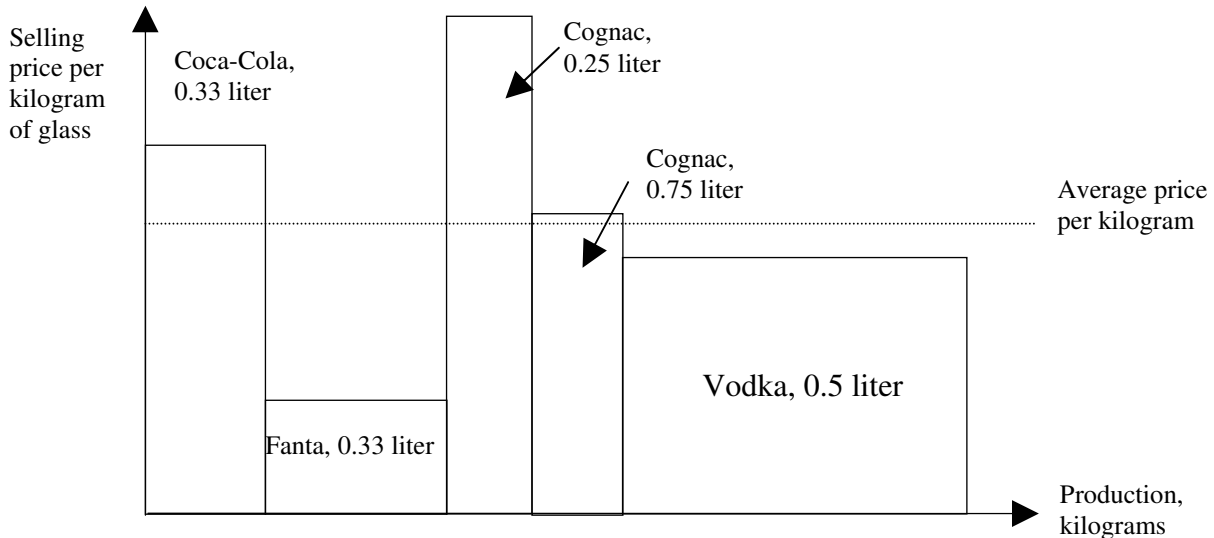 Selling
price per
kilogram
of glass
Coca-Cola,
0.33 liter
Cognac,
0.25 liter
Cognac,
0.75 liter
Average price
per kilogram
Fanta, 0.33 liter
Vodka, 0.5 liter
Production,
kilograms